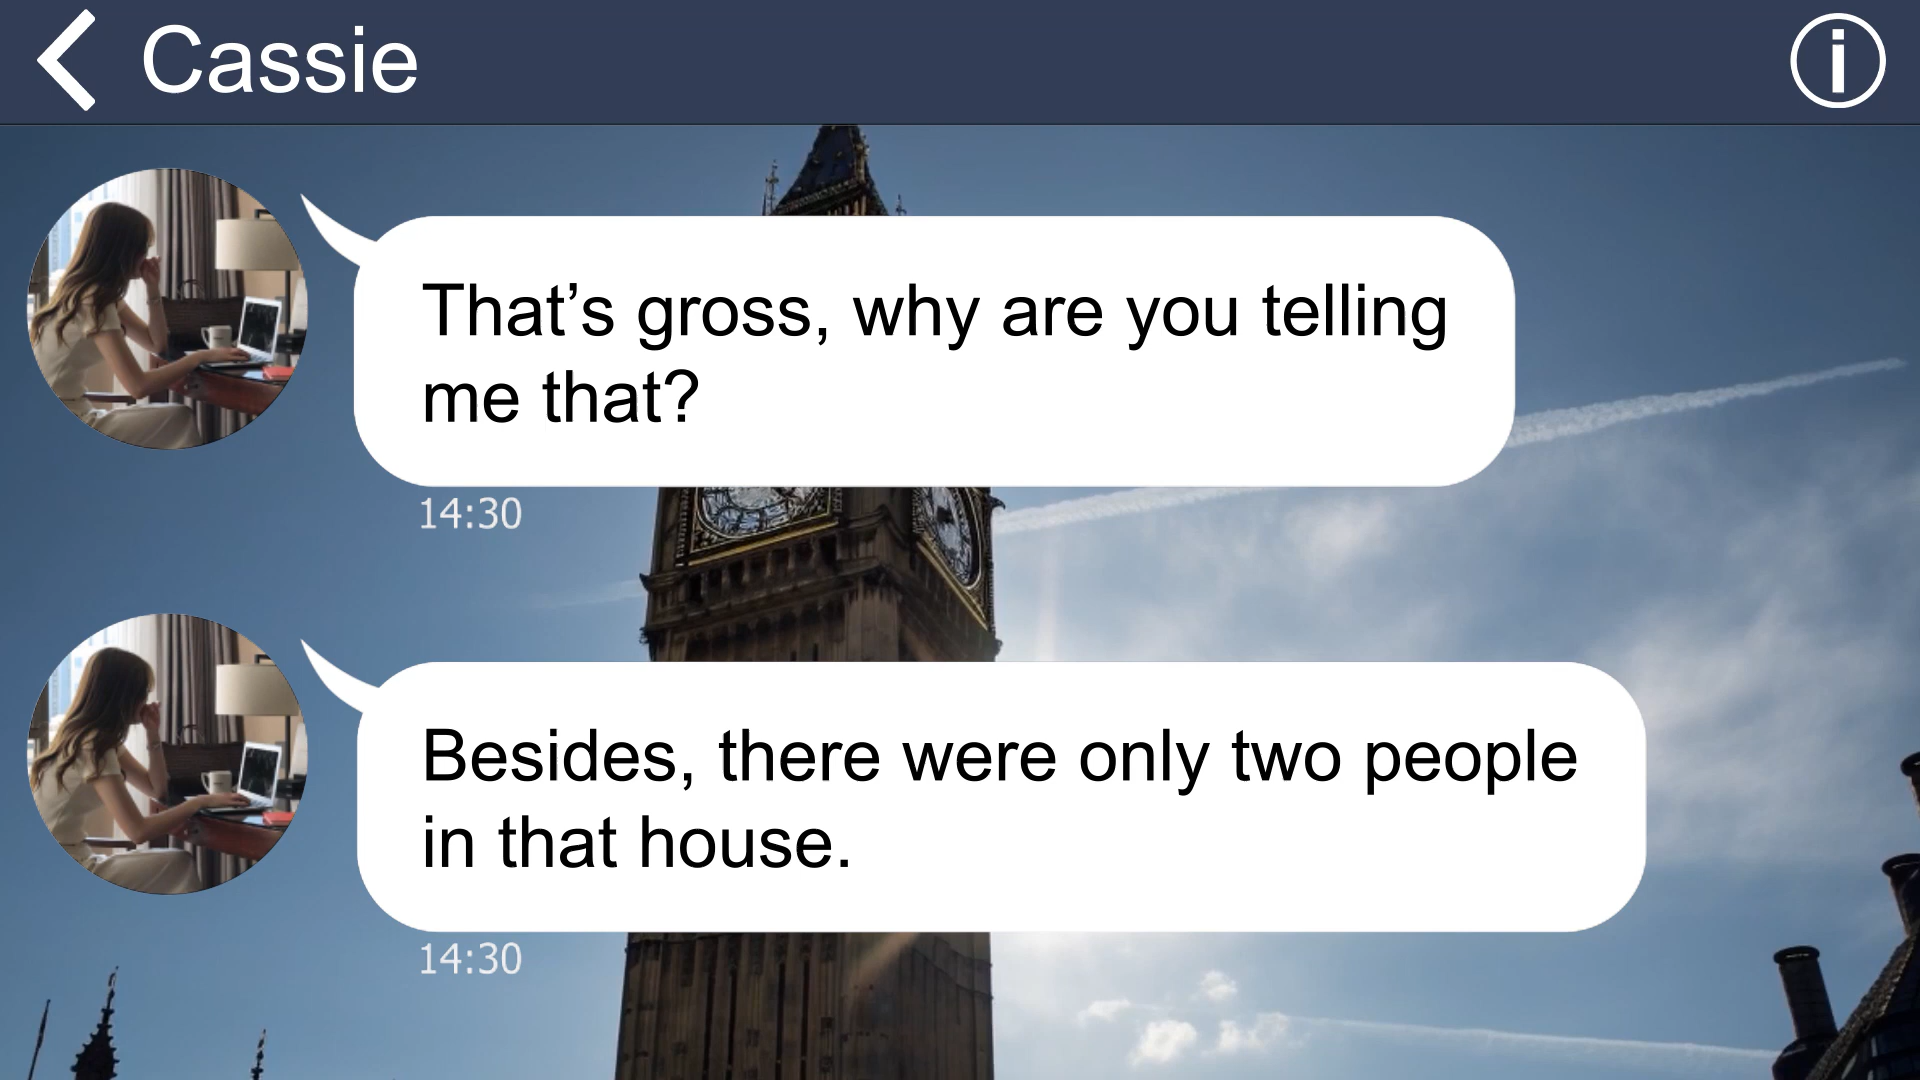 Cassie
That’s gross, why are you telling
me that?
14:30
Besides, there were only two people
in that house.
14:30